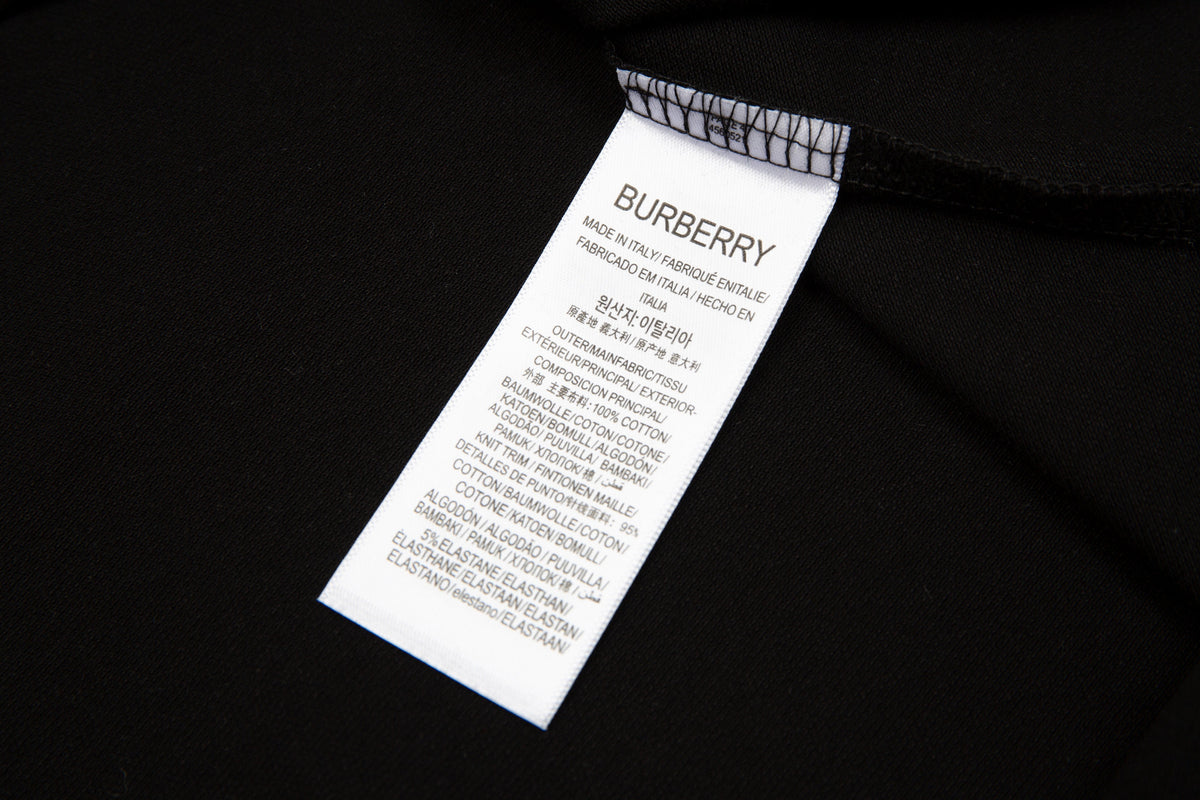 BURBERRY
MADE IN ITALY/ FABRIQUÉ ENITALIE/
FABRICADO EM ITALIA / HECHO EN
ITALIA
원산지:이탈리아
原產地 義大利/原产地 意大利
OUTER/MAINFABRIC/TISSU
EXTÉRIEUR/PRINCIPAL/ EXTERIOR-
COMPOSICION PRINCIPAL/
外部 主要布料:100% COTTON/
BAUMWOLLE/COTON/COTONE/
KATOEN/BOMULL/ALGODÓN/
ALGODÃO/ PUUVILLA/ BAMBAKI/
PAMUK/ ХПОПОК/棉 / قطن
KNIT TRIM / FINTIONEN MAILLE/
DETALLES DE PUNTO/针线面料: 95%
COTTON/BAUMWOLLE/COTON/
COTONE/KATOEN/BOMULL/
ALGODÓN / ALGODÃO / PUUVILLA/
BAMBAKI / PAMUK / ХПОПОК/棉 / قطن
5% ELASTANE/ELASTHAN/
ÉLASTHANE/ELASTAAN/ELASTAN/
ELASTANO/elestano/ELASTAAN/